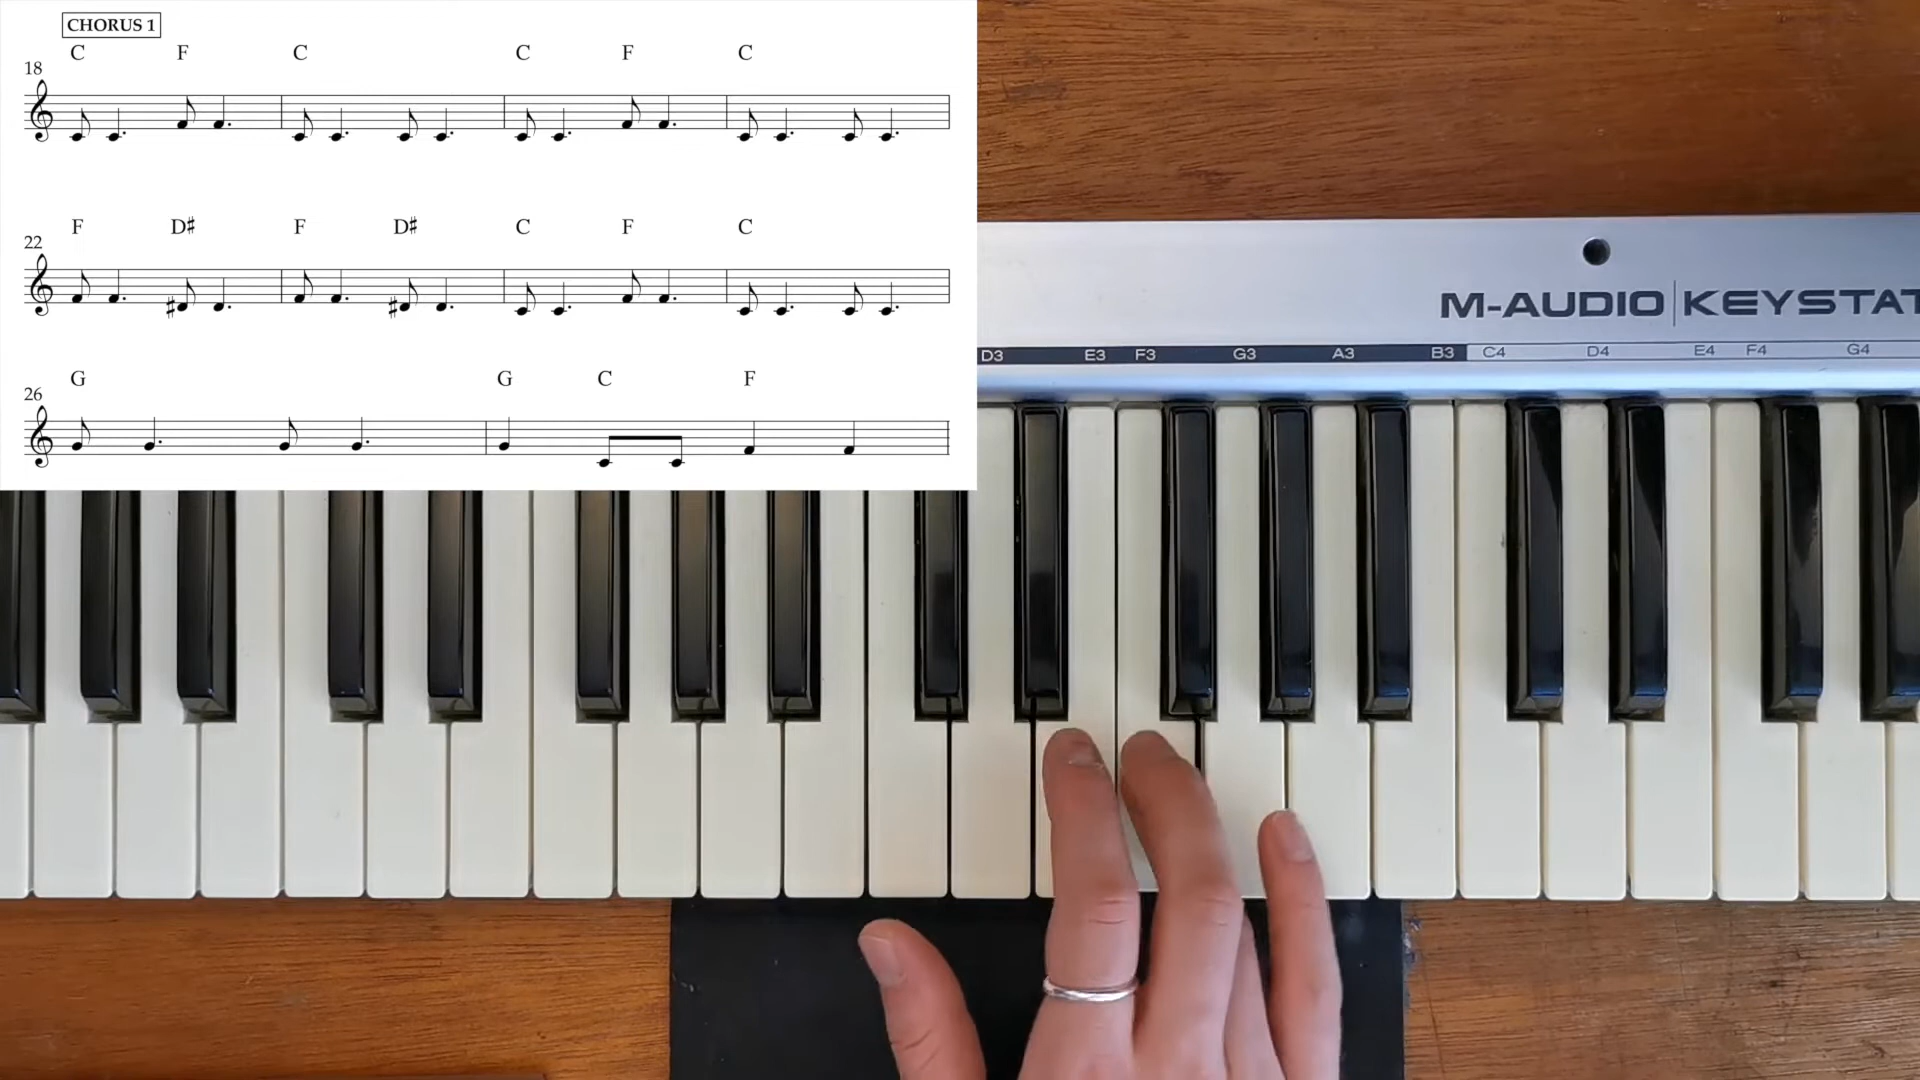 CHORUS 1
C F C C F C
18
F D♯ F D♯ C F C
22
G G C F
26
M-AUDIO KEYSTAT
D3 E3 F3 G3 A3 B3 C4 D4 E4 F4 G4